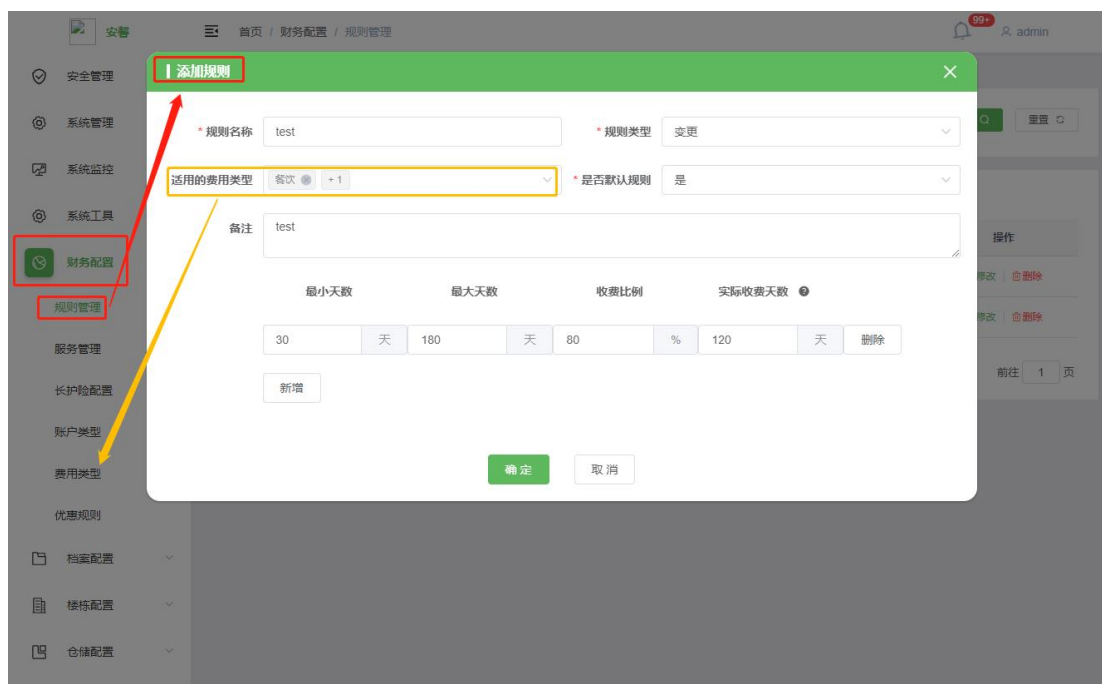 安馨 首页 / 财务配置 / 规则管理 99+ admin
安全管理
系统管理
系统监控
系统工具
财务配置
规则管理
服务管理
长护险配置
账户类型
费用类型
优惠规则
档案配置
楼栋配置
仓储配置
添加规则
* 规则名称 test * 规则类型 变更
适用的费用类型 餐饮 + 1 * 是否默认规则 是
备注 test
最小天数 最大天数 收费比例 实际收费天数
30 天 180 天 80 % 120 天 删除
新增
确定 取消
重置
操作
修改 删除
修改 删除
前往 1 页